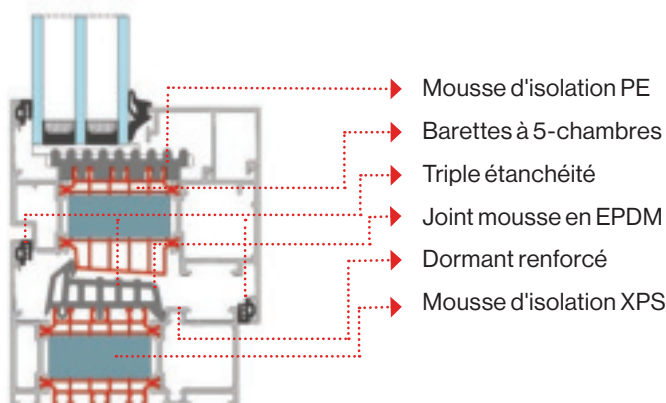 Mousse d'isolation PE
Barettes à 5-chambres
Triple étanchéité
Joint mousse en EPDM
Dormant renforcé
Mousse d'isolation XPS